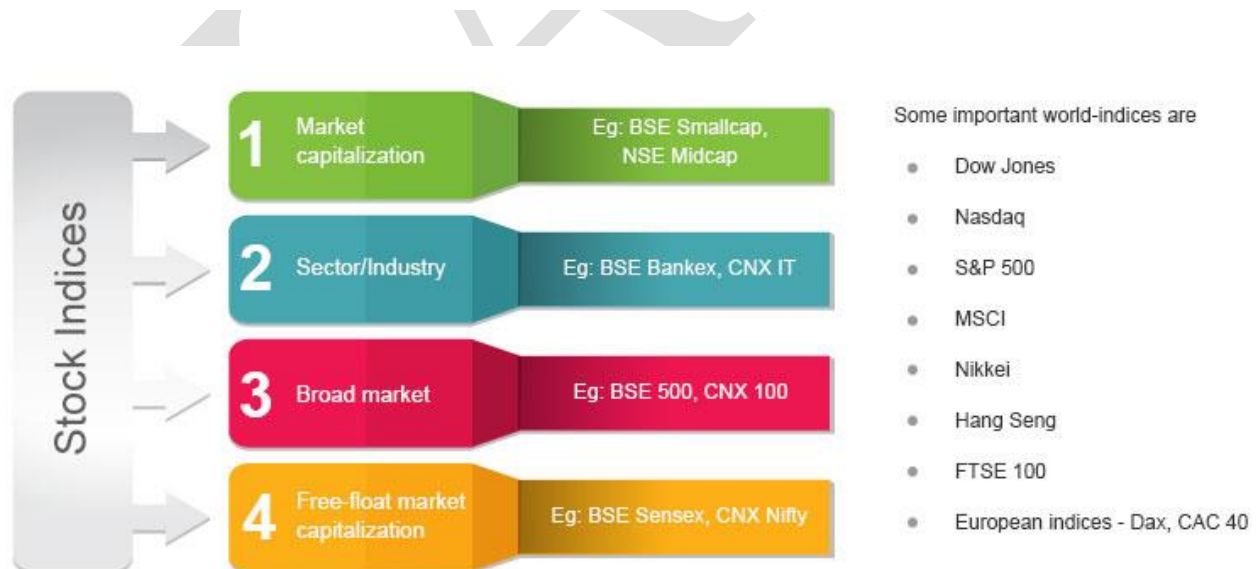 Stock Indices
1
Market
capitalization
Eg: BSE Smallcap,
NSE Midcap
2
Sector/Industry
Eg: BSE Bankex, CNX IT
3
Broad market
Eg: BSE 500, CNX 100
4
Free-float market
capitalization
Eg: BSE Sensex, CNX Nifty
Some important world-indices are
Dow Jones
Nasdaq
S&P 500
MSCI
Nikkei
Hang Seng
FTSE 100
European indices - Dax, CAC 40